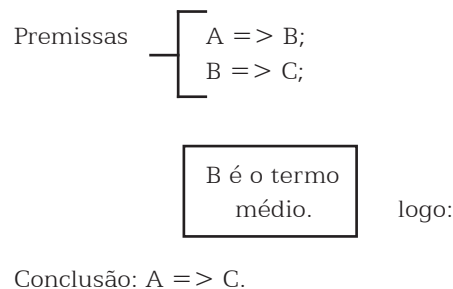 Premissas
A => B;
B => C;
B é o termo
médio.
logo:
Conclusão: A => C.